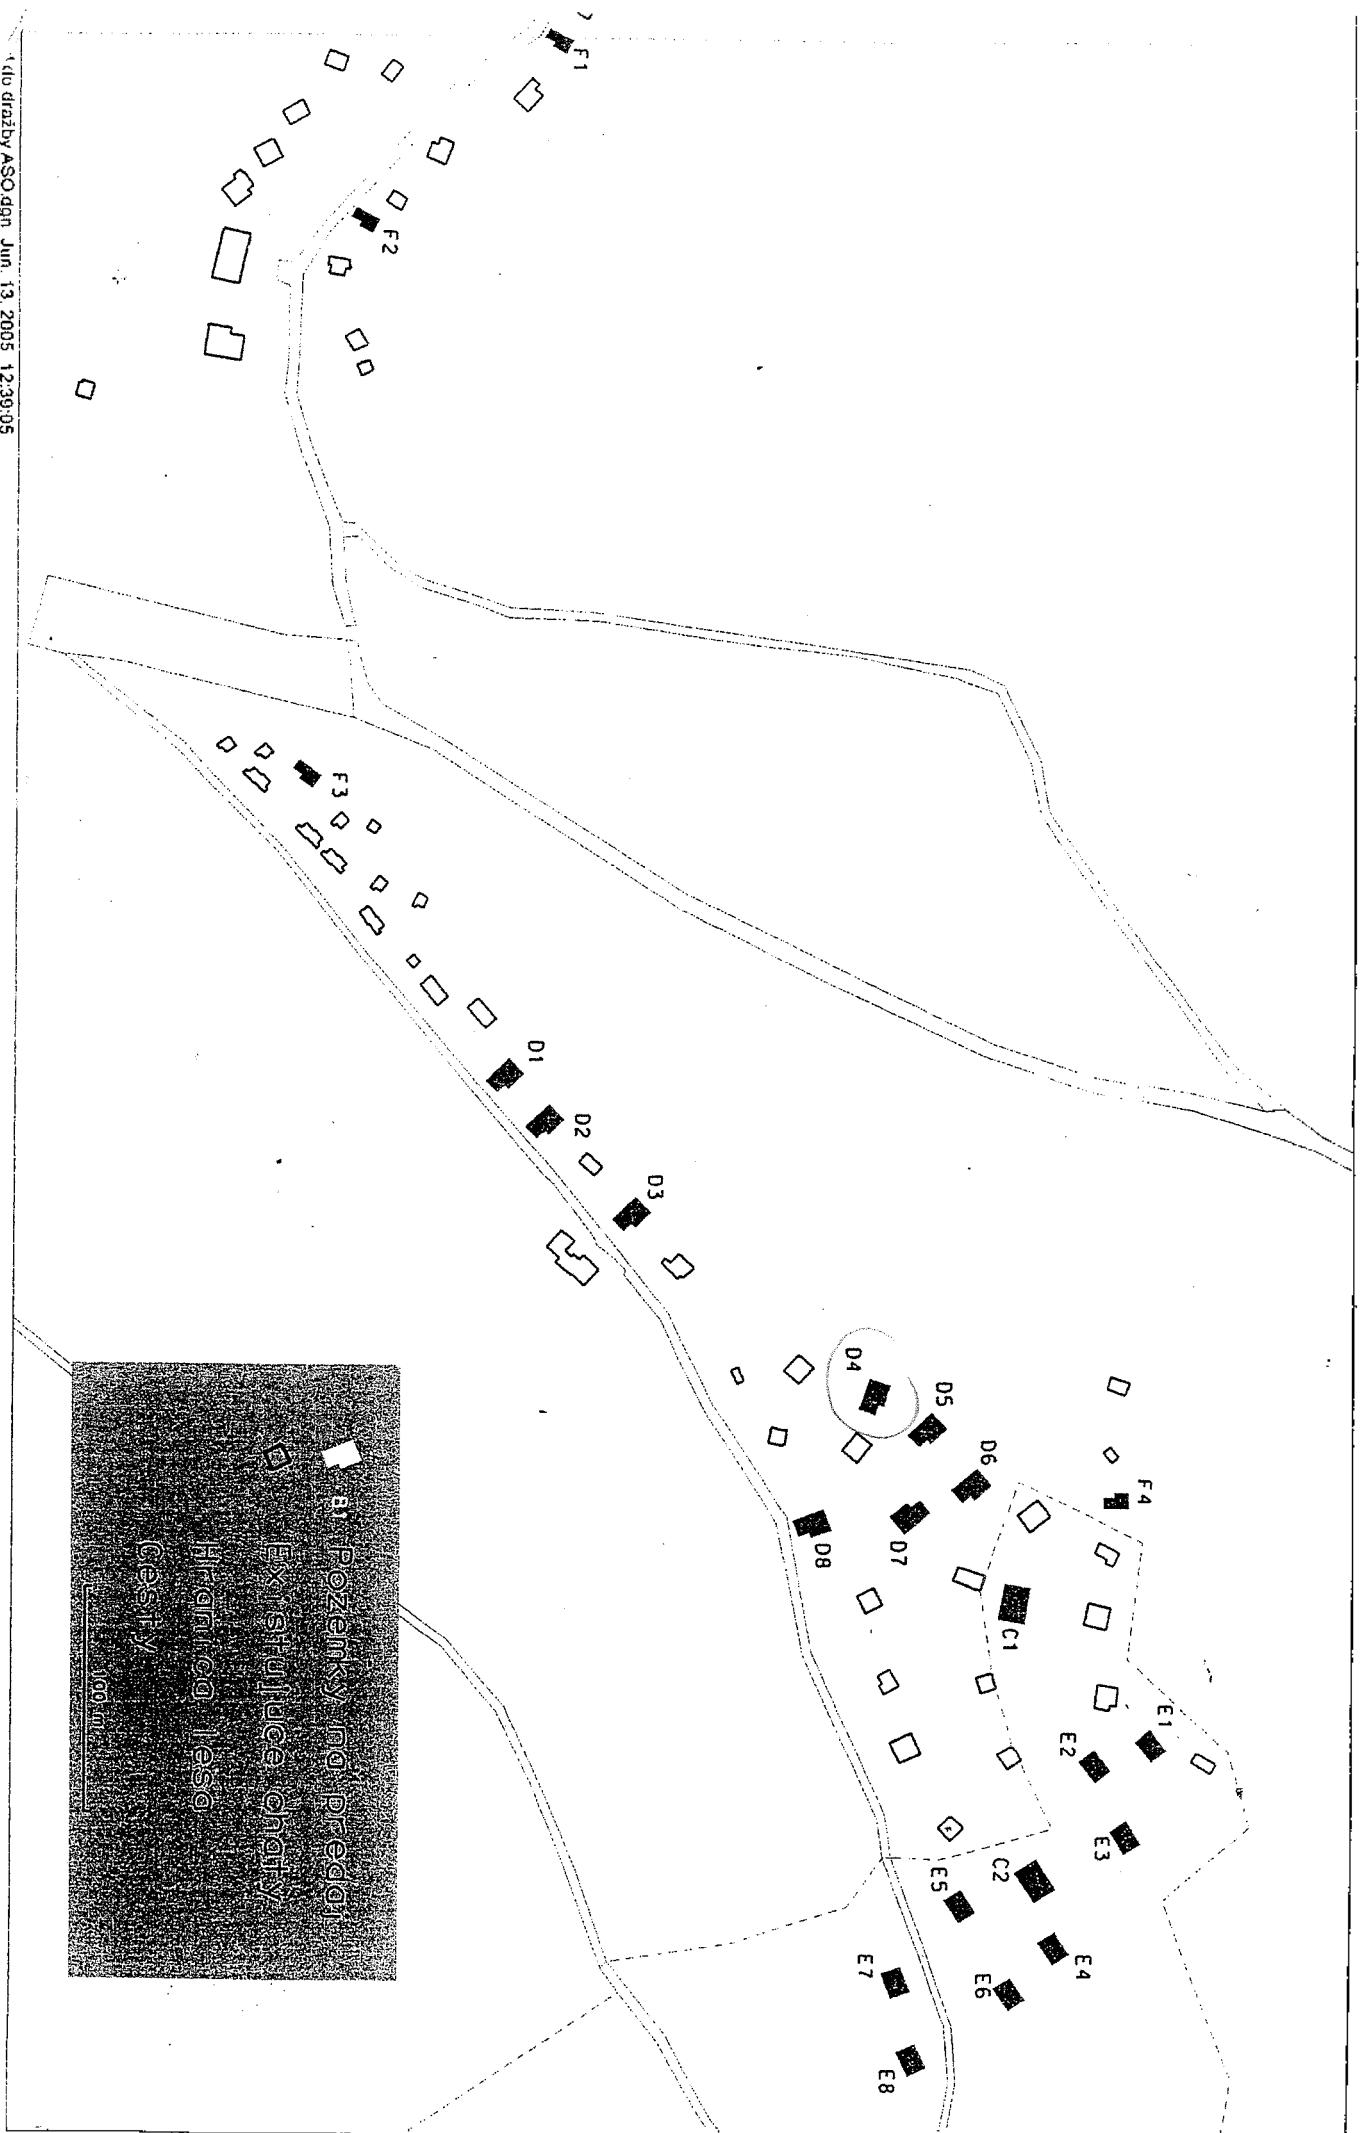 F1
F2
F3
D1
D2
D3
D4
D5
D6
D7
D8
F4
C1
E1
E2
E3
C2
E4
E5
E6
E7
E8
B1 Pozemky na predaj
Existujúce chaty
Hranica lesa
Cesty
100 m
do dražby ASO.dgn Jun. 13. 2005 12:39:05